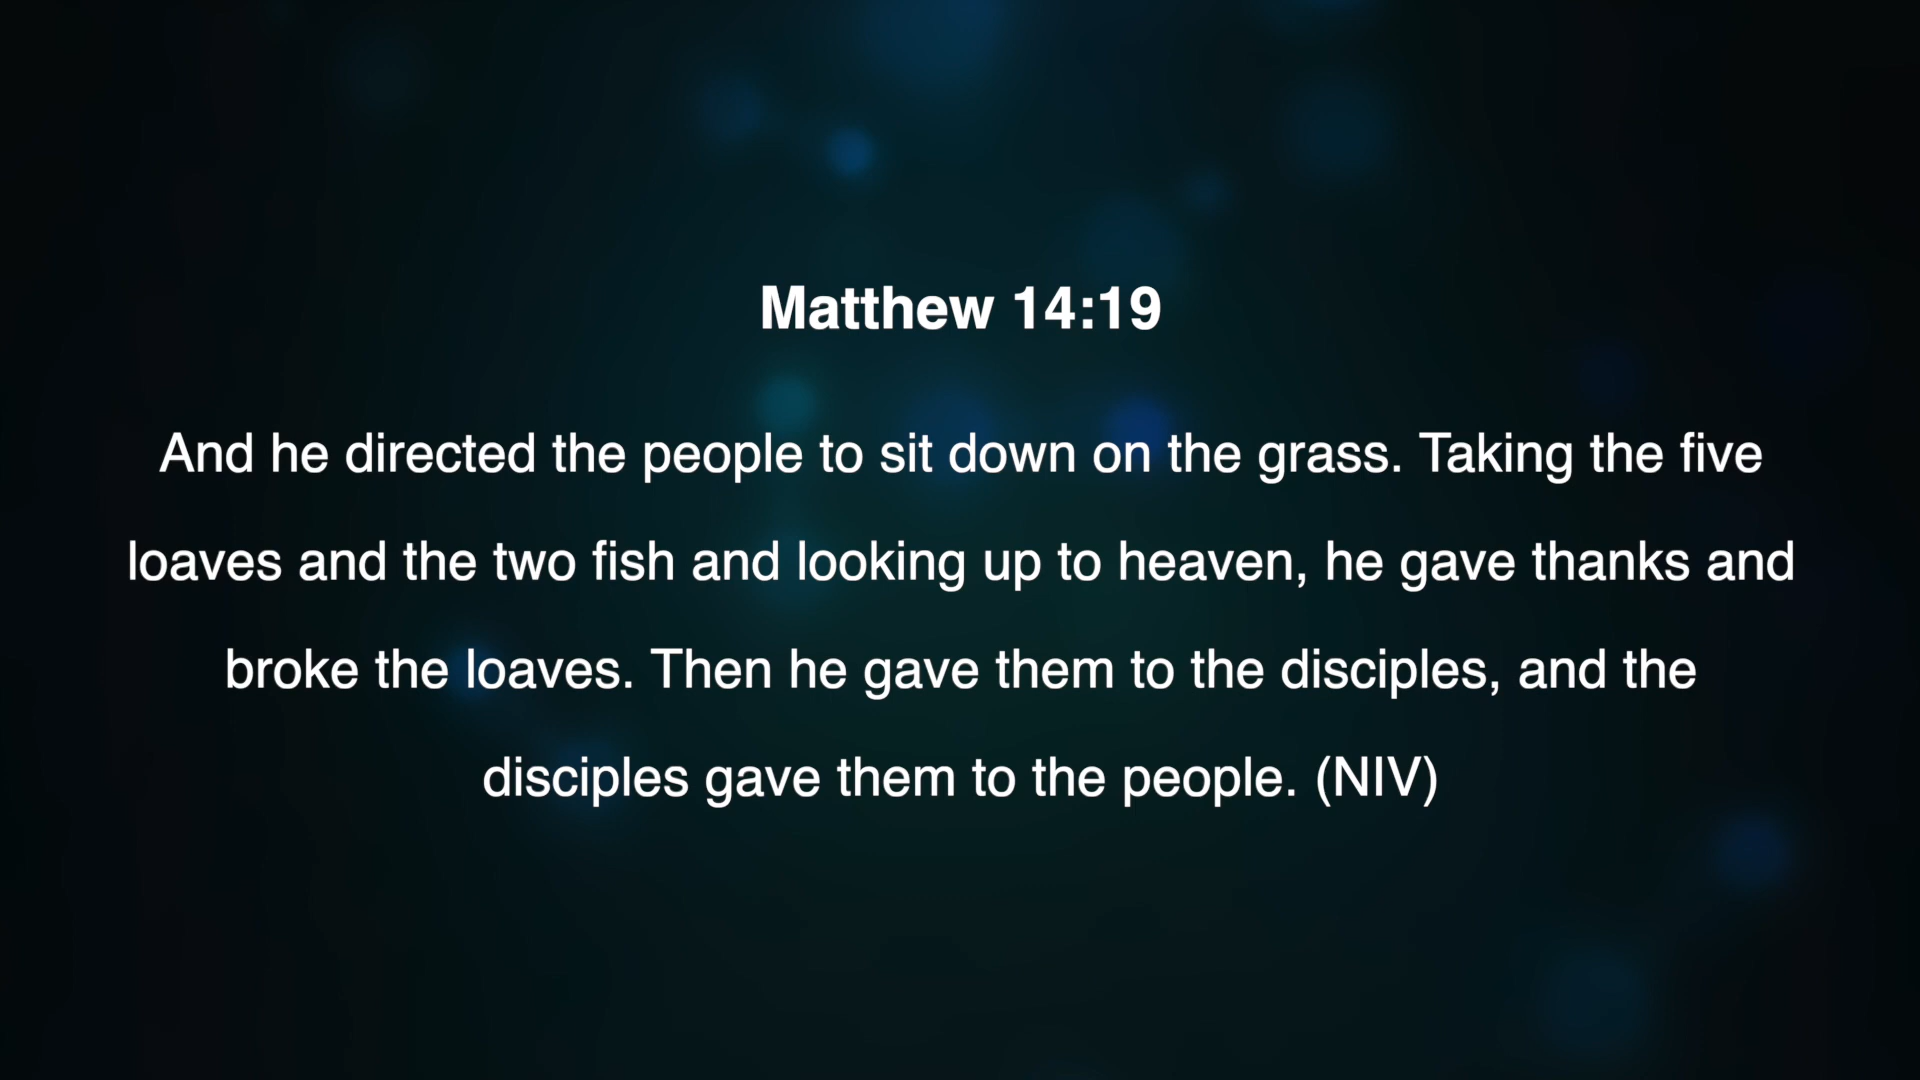 Matthew 14:19
And he directed the people to sit down on the grass. Taking the five
loaves and the two fish and looking up to heaven, he gave thanks and
broke the loaves. Then he gave them to the disciples, and the
disciples gave them to the people. (NIV)